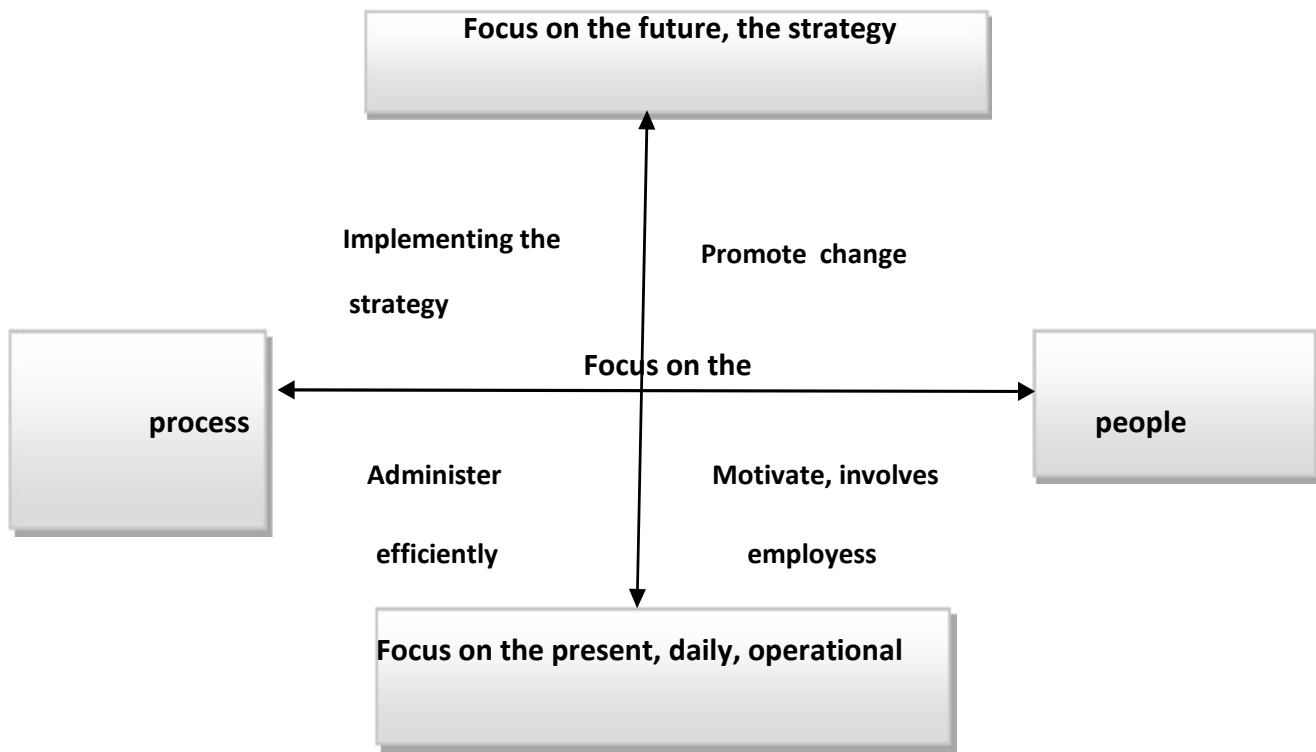 Focus on the future, the strategy
Implementing the
strategy
Promote change
Focus on the
process
people
Administer
efficiently
Motivate, involves
employess
Focus on the present, daily, operational